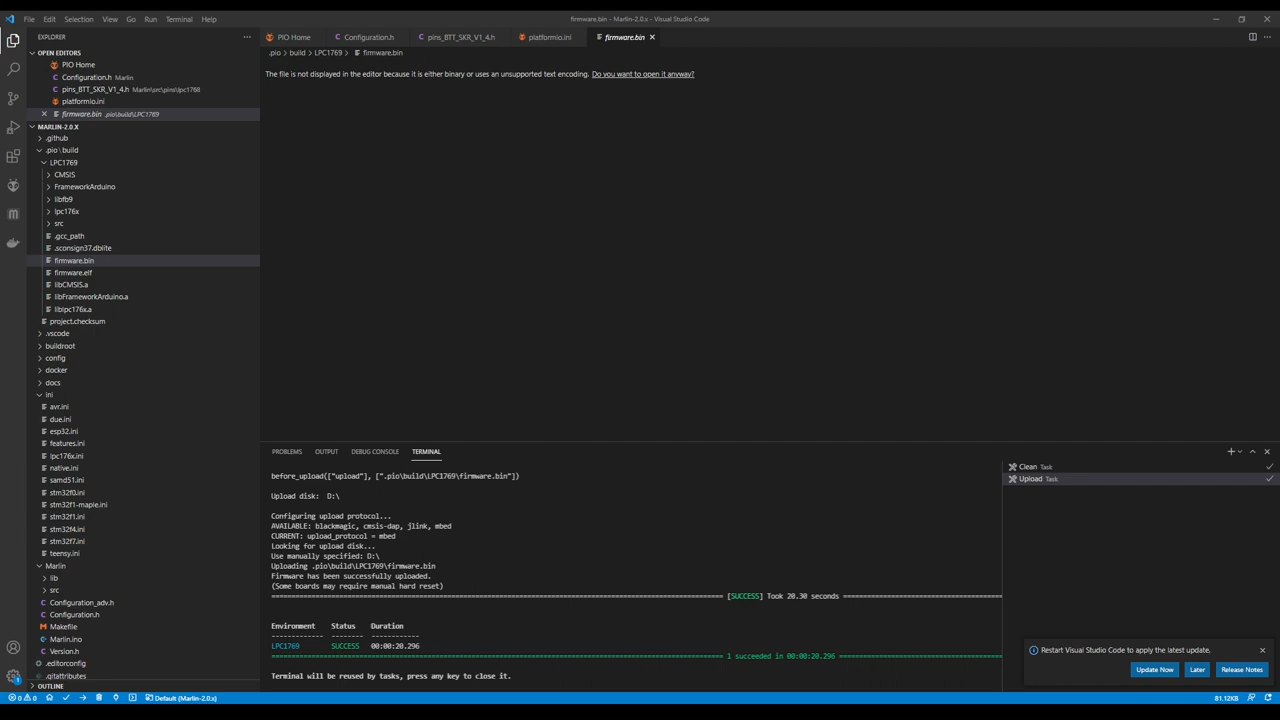 File Edit Selection View Go Run Terminal Help
firmware.bin - Marlin-2.0.x - Visual Studio Code
EXPLORER
PIO Home
Configuration.h
pins_BTT_SKR_V1_4.h
platformio.ini
firmware.bin
OPEN EDITORS
PIO Home
Configuration.h Marlin
pins_BTT_SKR_V1_4.h Marlin\src\pins\lpc1768
platformio.ini
firmware.bin .pio\build\LPC1769
MARLIN-2.0.X
.github
.pio \ build
LPC1769
CMSIS
FrameworkArduino
libfb9
lpc176x
src
.gcc_path
.sconsign37.dblite
firmware.bin
firmware.elf
libCMSIS.a
libFrameworkArduino.a
liblpc176x.a
project.checksum
.vscode
buildroot
config
docker
docs
ini
avr.ini
due.ini
esp32.ini
features.ini
lpc176x.ini
native.ini
samd51.ini
stm32f0.ini
stm32f1-maple.ini
stm32f1.ini
stm32f4.ini
stm32f7.ini
teensy.ini
Marlin
lib
src
Configuration_adv.h
Configuration.h
Makefile
Marlin.ino
Version.h
.editorconfig
.gitattributes
OUTLINE
.pio > build > LPC1769 > firmware.bin
The file is not displayed in the editor because it is either binary or uses an unsupported text encoding. Do you want to open it anyway?
PROBLEMS OUTPUT DEBUG CONSOLE TERMINAL
before_upload(["upload"], [".pio\build\LPC1769\firmware.bin"])
Upload disk: D:\
Configuring upload protocol...
AVAILABLE: blackmagic, cmsis-dap, jlink, mbed
CURRENT: upload_protocol = mbed
Looking for upload disk...
Use manually specified: D:\
Uploading .pio\build\LPC1769\firmware.bin
Firmware has been successfully uploaded.
(Some boards may require manual hard reset)
[SUCCESS] Took 20.30 seconds
Environment Status Duration
LPC1769 SUCCESS 00:00:20.296
1 succeeded in 00:00:20.296
Terminal will be reused by tasks, press any key to close it.
Clean Task
Upload Task
Restart Visual Studio Code to apply the latest update.
Update Now
Later
Release Notes
0 0
Default (Marlin-2.0.x)
81.12KB